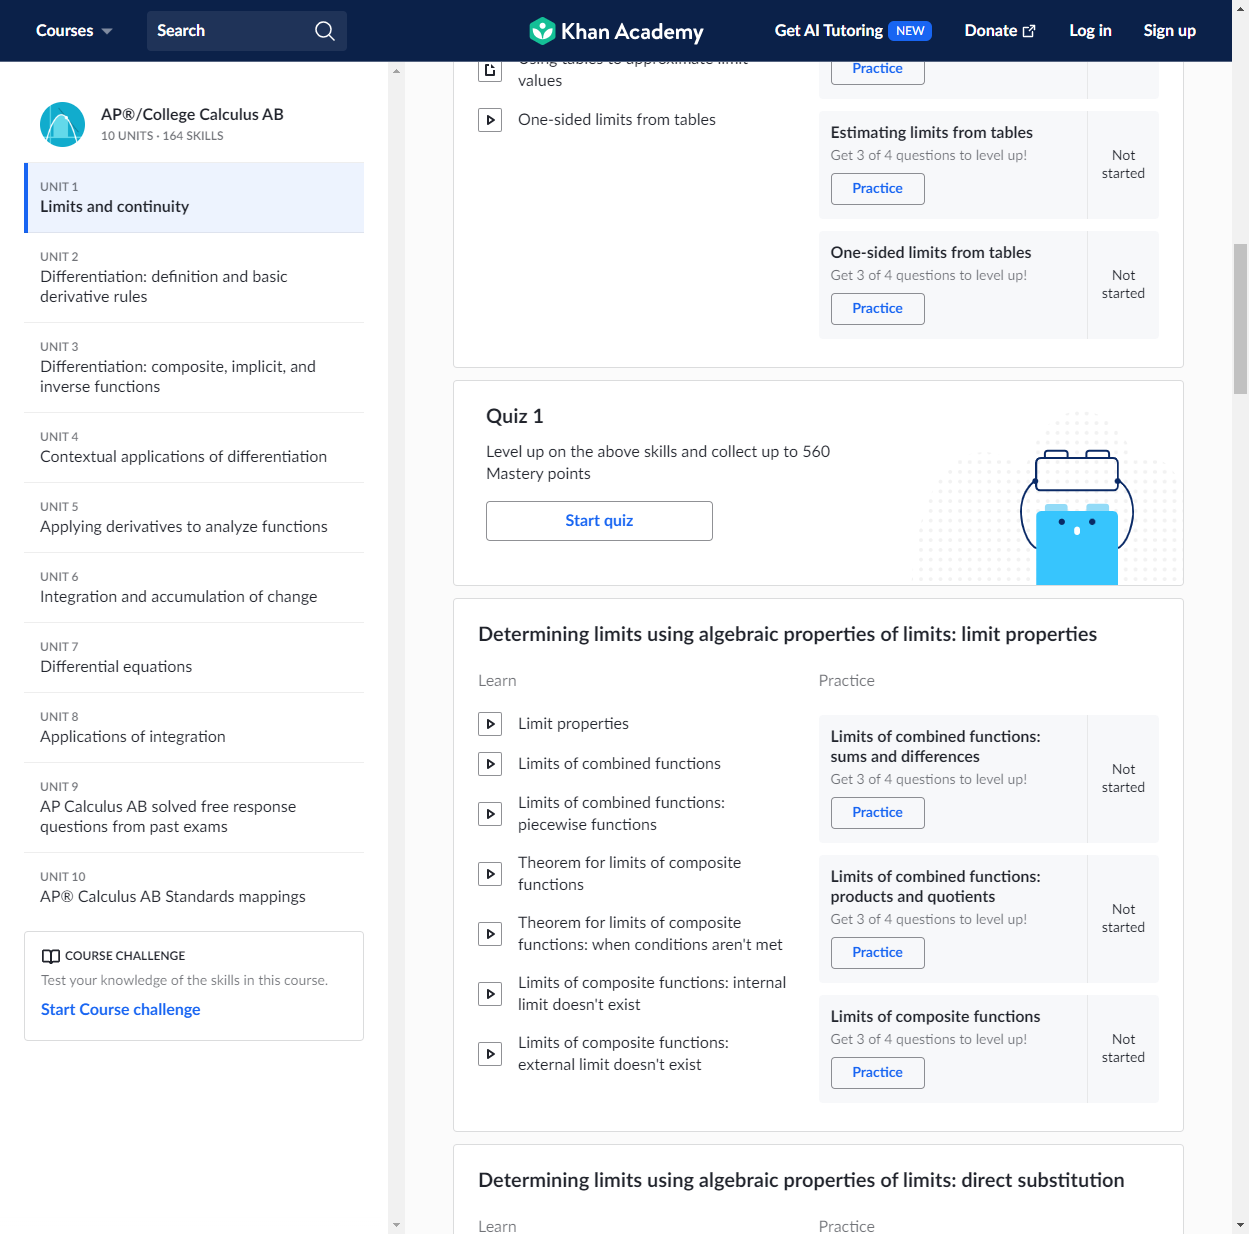 Courses
Search
Khan Academy
Get AI Tutoring NEW
Donate
Log in
Sign up
AP®/College Calculus AB
10 UNITS · 164 SKILLS
UNIT 1
Limits and continuity
UNIT 2
Differentiation: definition and basic
derivative rules
UNIT 3
Differentiation: composite, implicit, and
inverse functions
UNIT 4
Contextual applications of differentiation
UNIT 5
Applying derivatives to analyze functions
UNIT 6
Integration and accumulation of change
UNIT 7
Differential equations
UNIT 8
Applications of integration
UNIT 9
AP Calculus AB solved free response
questions from past exams
UNIT 10
AP® Calculus AB Standards mappings
COURSE CHALLENGE
Test your knowledge of the skills in this course.
Start Course challenge
Using tables to approximate limit
values
One-sided limits from tables
Practice
Estimating limits from tables
Get 3 of 4 questions to level up!
Practice
Not
started
One-sided limits from tables
Get 3 of 4 questions to level up!
Practice
Not
started
Quiz 1
Level up on the above skills and collect up to 560
Mastery points
Start quiz
Determining limits using algebraic properties of limits: limit properties
Learn
Limit properties
Limits of combined functions
Limits of combined functions:
piecewise functions
Theorem for limits of composite
functions
Theorem for limits of composite
functions: when conditions aren't met
Limits of composite functions: internal
limit doesn't exist
Limits of composite functions:
external limit doesn't exist
Practice
Limits of combined functions:
sums and differences
Get 3 of 4 questions to level up!
Practice
Not
started
Limits of combined functions:
products and quotients
Get 3 of 4 questions to level up!
Practice
Not
started
Limits of composite functions
Get 3 of 4 questions to level up!
Practice
Not
started
Determining limits using algebraic properties of limits: direct substitution
Learn
Practice